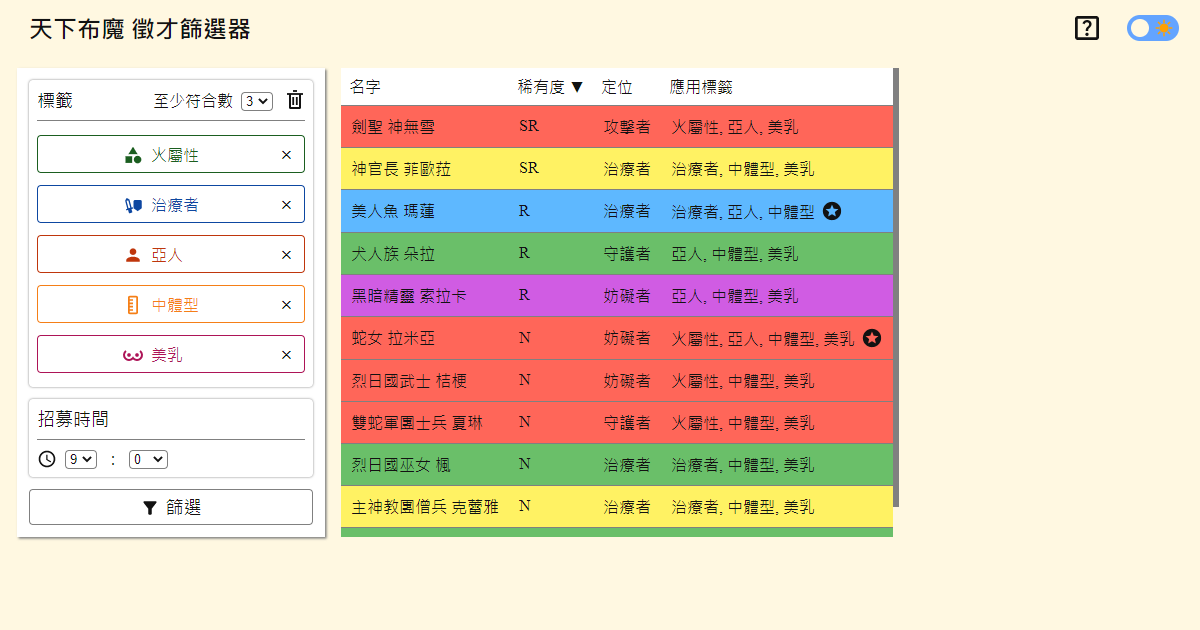 天下布魔 徵才篩選器
標籤 至少符合數 3
火屬性 ×
治療者 ×
亞人 ×
中體型 ×
美乳 ×
招募時間
9 : 0
篩選
名字 稀有度 ▼ 定位 應用標籤
劍聖 神無雪 SR 攻擊者 火屬性, 亞人, 美乳
神官長 菲歐菈 SR 治療者 治療者, 中體型, 美乳
美人魚 瑪蓮 R 治療者 治療者, 亞人, 中體型
犬人族 朵拉 R 守護者 亞人, 中體型, 美乳
黑暗精靈 索拉卡 R 妨礙者 亞人, 中體型, 美乳
蛇女 拉米亞 N 妨礙者 火屬性, 亞人, 中體型, 美乳
烈日國武士 桔梗 N 妨礙者 火屬性, 中體型, 美乳
雙蛇軍團士兵 夏琳 N 守護者 火屬性, 中體型, 美乳
烈日國巫女 楓 N 治療者 治療者, 中體型, 美乳
主神教團僧兵 克蕾雅 N 治療者 治療者, 中體型, 美乳